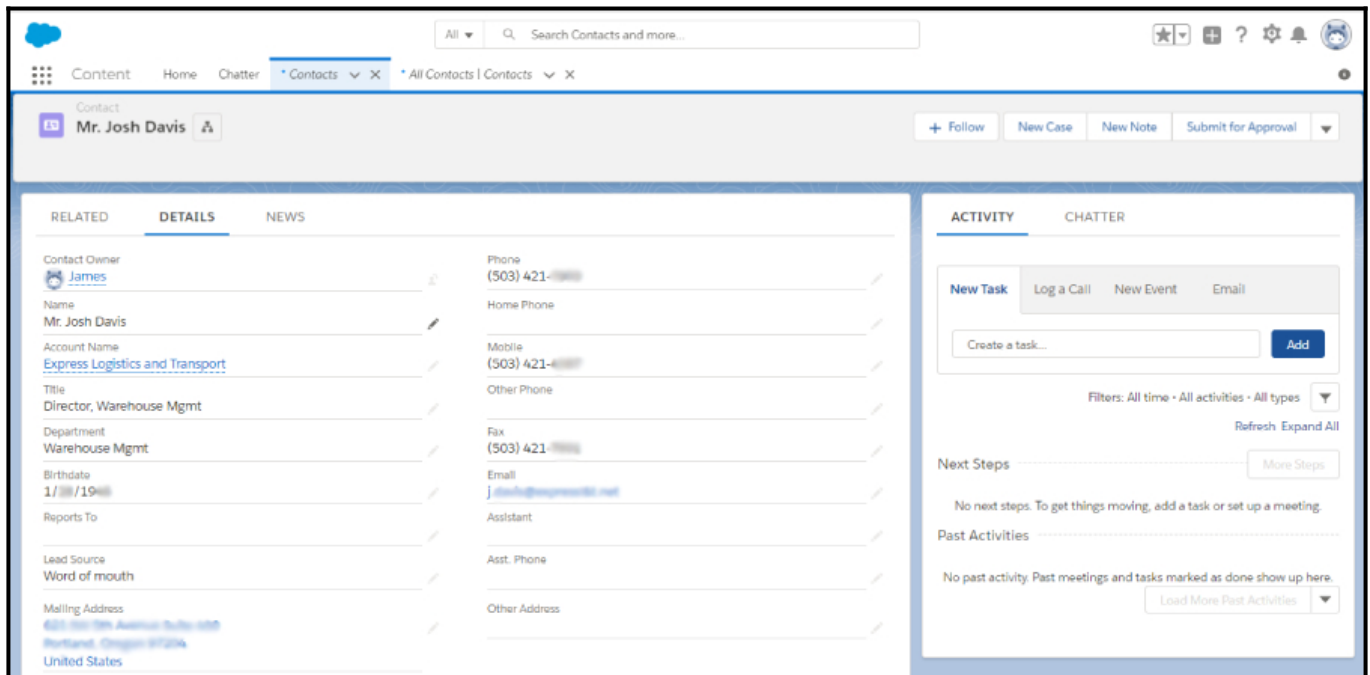 All
Search Contacts and more...
Content Home Chatter * Contacts * All Contacts | Contacts
Contact
Mr. Josh Davis
+ Follow New Case New Note Submit for Approval
RELATED DETAILS NEWS
Contact Owner
James
Name
Mr. Josh Davis
Account Name
Express Logistics and Transport
Title
Director, Warehouse Mgmt
Department
Warehouse Mgmt
Birthdate
1/ /19
Reports To
Lead Source
Word of mouth
Mailing Address
United States
Phone
(503) 421-
Home Phone
Mobile
(503) 421-
Other Phone
Fax
(503) 421-
Email
Assistant
Asst. Phone
Other Address
ACTIVITY CHATTER
New Task Log a Call New Event Email
Create a task... Add
Filters: All time • All activities • All types
Refresh Expand All
Next Steps More Steps
No next steps. To get things moving, add a task or set up a meeting.
Past Activities
No past activity. Past meetings and tasks marked as done show up here.
Load More Past Activities